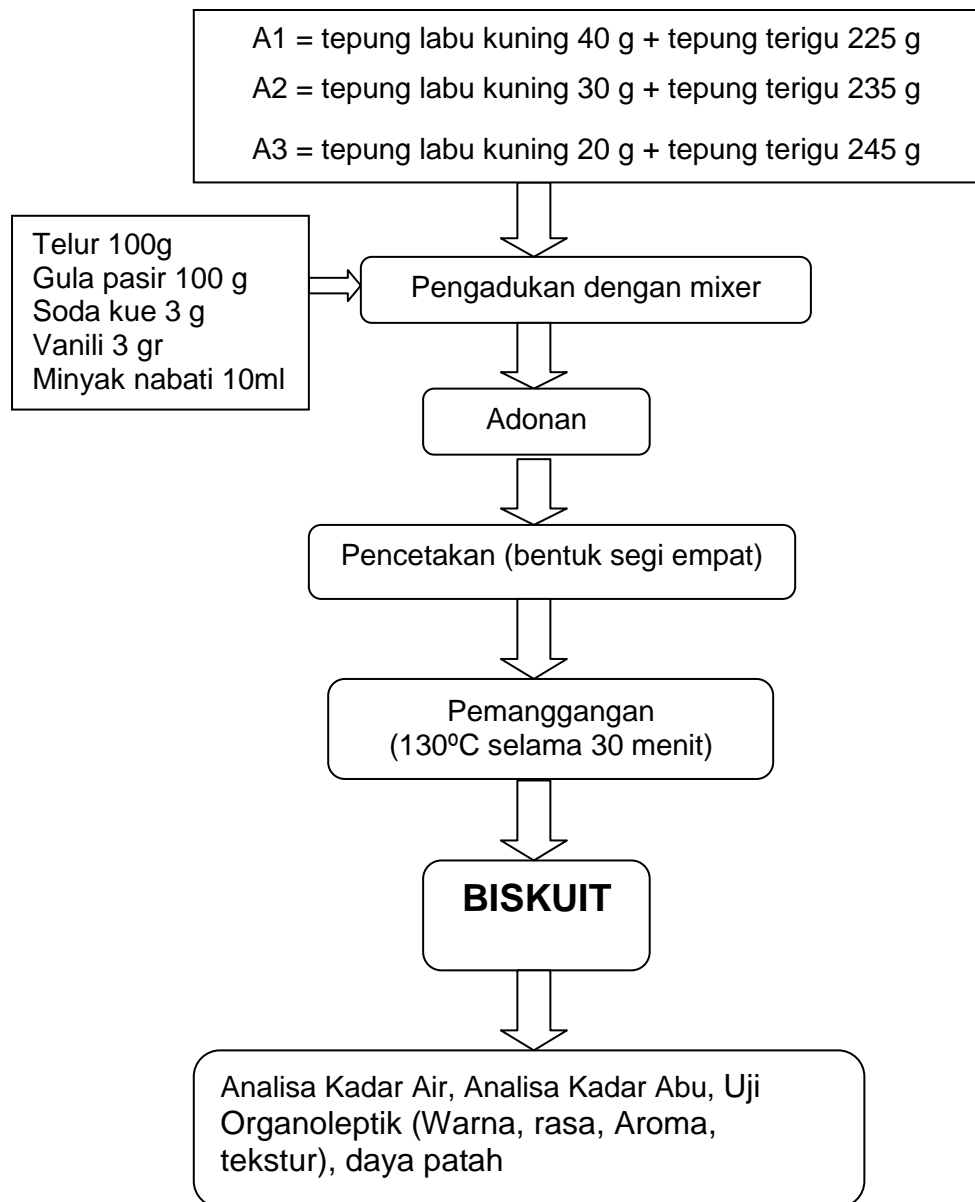 A1 = tepung labu kuning 40 g + tepung terigu 225 g
A2 = tepung labu kuning 30 g + tepung terigu 235 g
A3 = tepung labu kuning 20 g + tepung terigu 245 g
Telur 100g
Gula pasir 100 g
Soda kue 3 g
Vanili 3 gr
Minyak nabati 10ml
Pengadukan dengan mixer
Adonan
Pencetakan (bentuk segi empat)
Pemanggangan
(130⁰C selama 30 menit)
BISKUIT
Analisa Kadar Air, Analisa Kadar Abu, Uji
Organoleptik (Warna, rasa, Aroma,
tekstur), daya patah